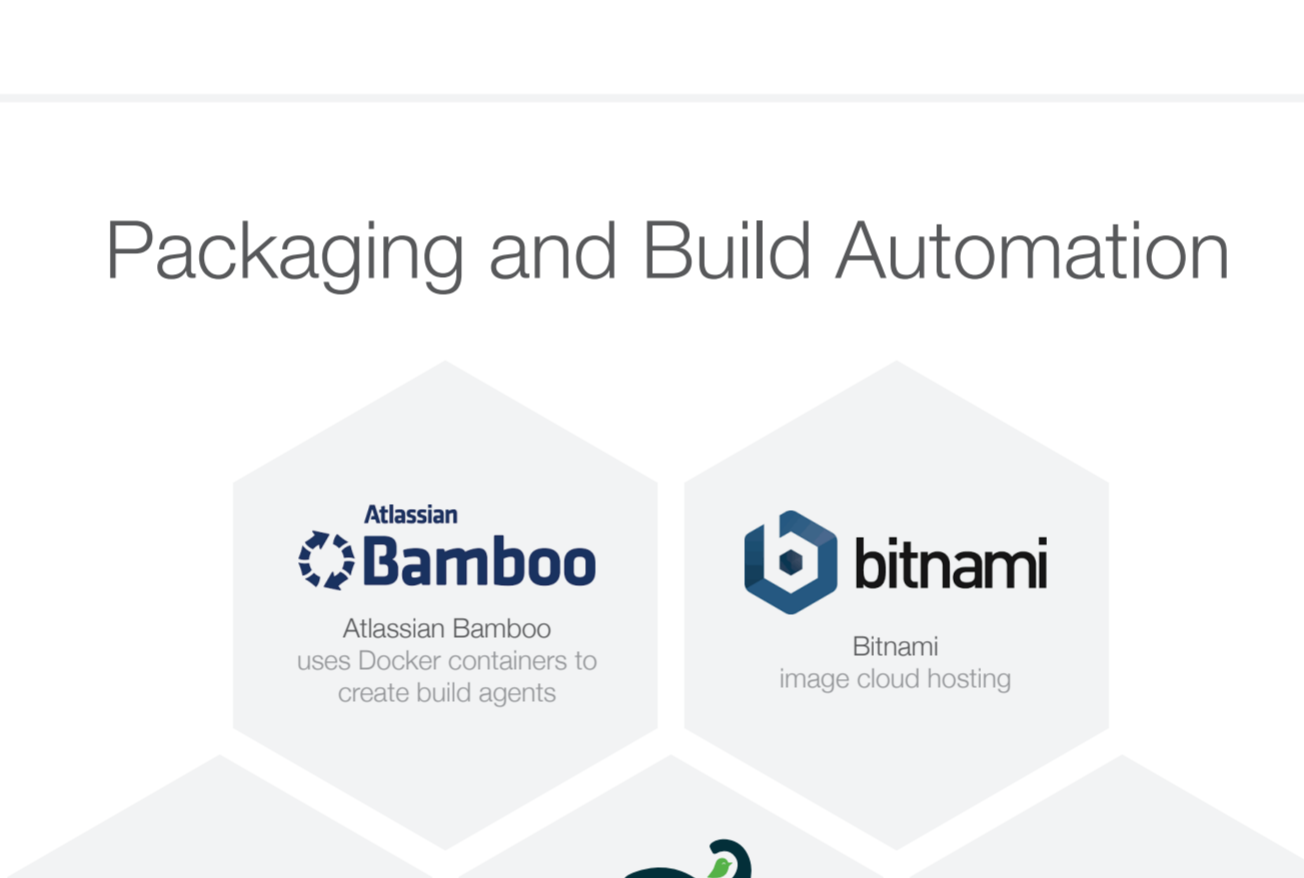 Packaging and Build Automation
Atlassian
Bamboo
Atlassian Bamboo
uses Docker containers to
create build agents
bitnami
Bitnami
image cloud hosting